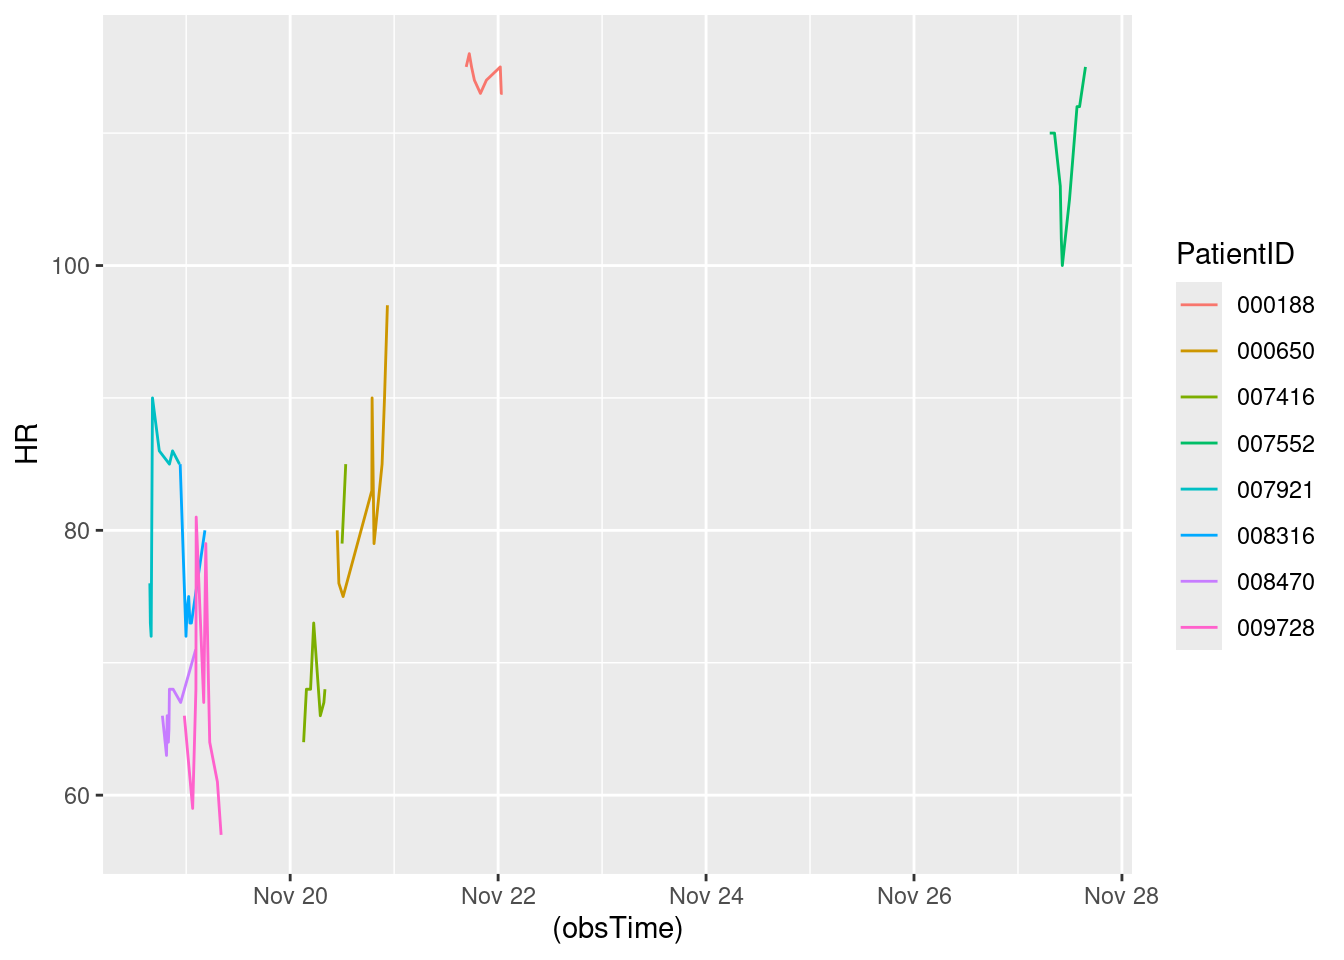 HR
100
80
60
Nov 20
Nov 22
Nov 24
Nov 26
Nov 28
(obsTime)
PatientID
000188
000650
007416
007552
007921
008316
008470
009728